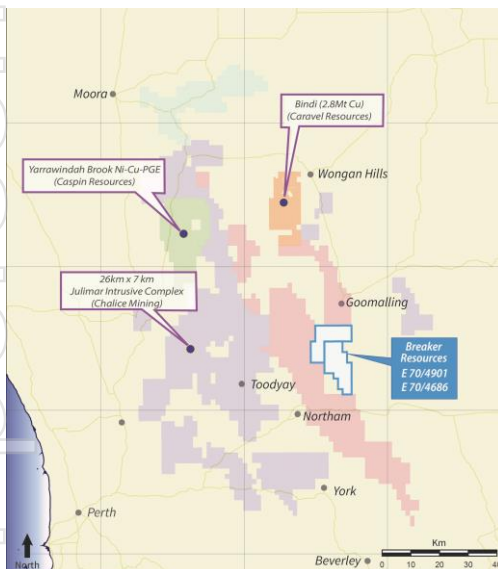 Moora
Bindi (2.8Mt Cu)
(Caravel Resources)
Yarrawindah Brook Ni-Cu-PGE
(Caspin Resources)
Wongan Hills
26km x 7 km
Julimar Intrusive Complex
(Chalice Mining)
Goomalling
Breaker
Resources
E 70/4901
E 70/4686
Toodyay
Northam
York
Perth
Km
Beverley
0 10 20 30 40
North